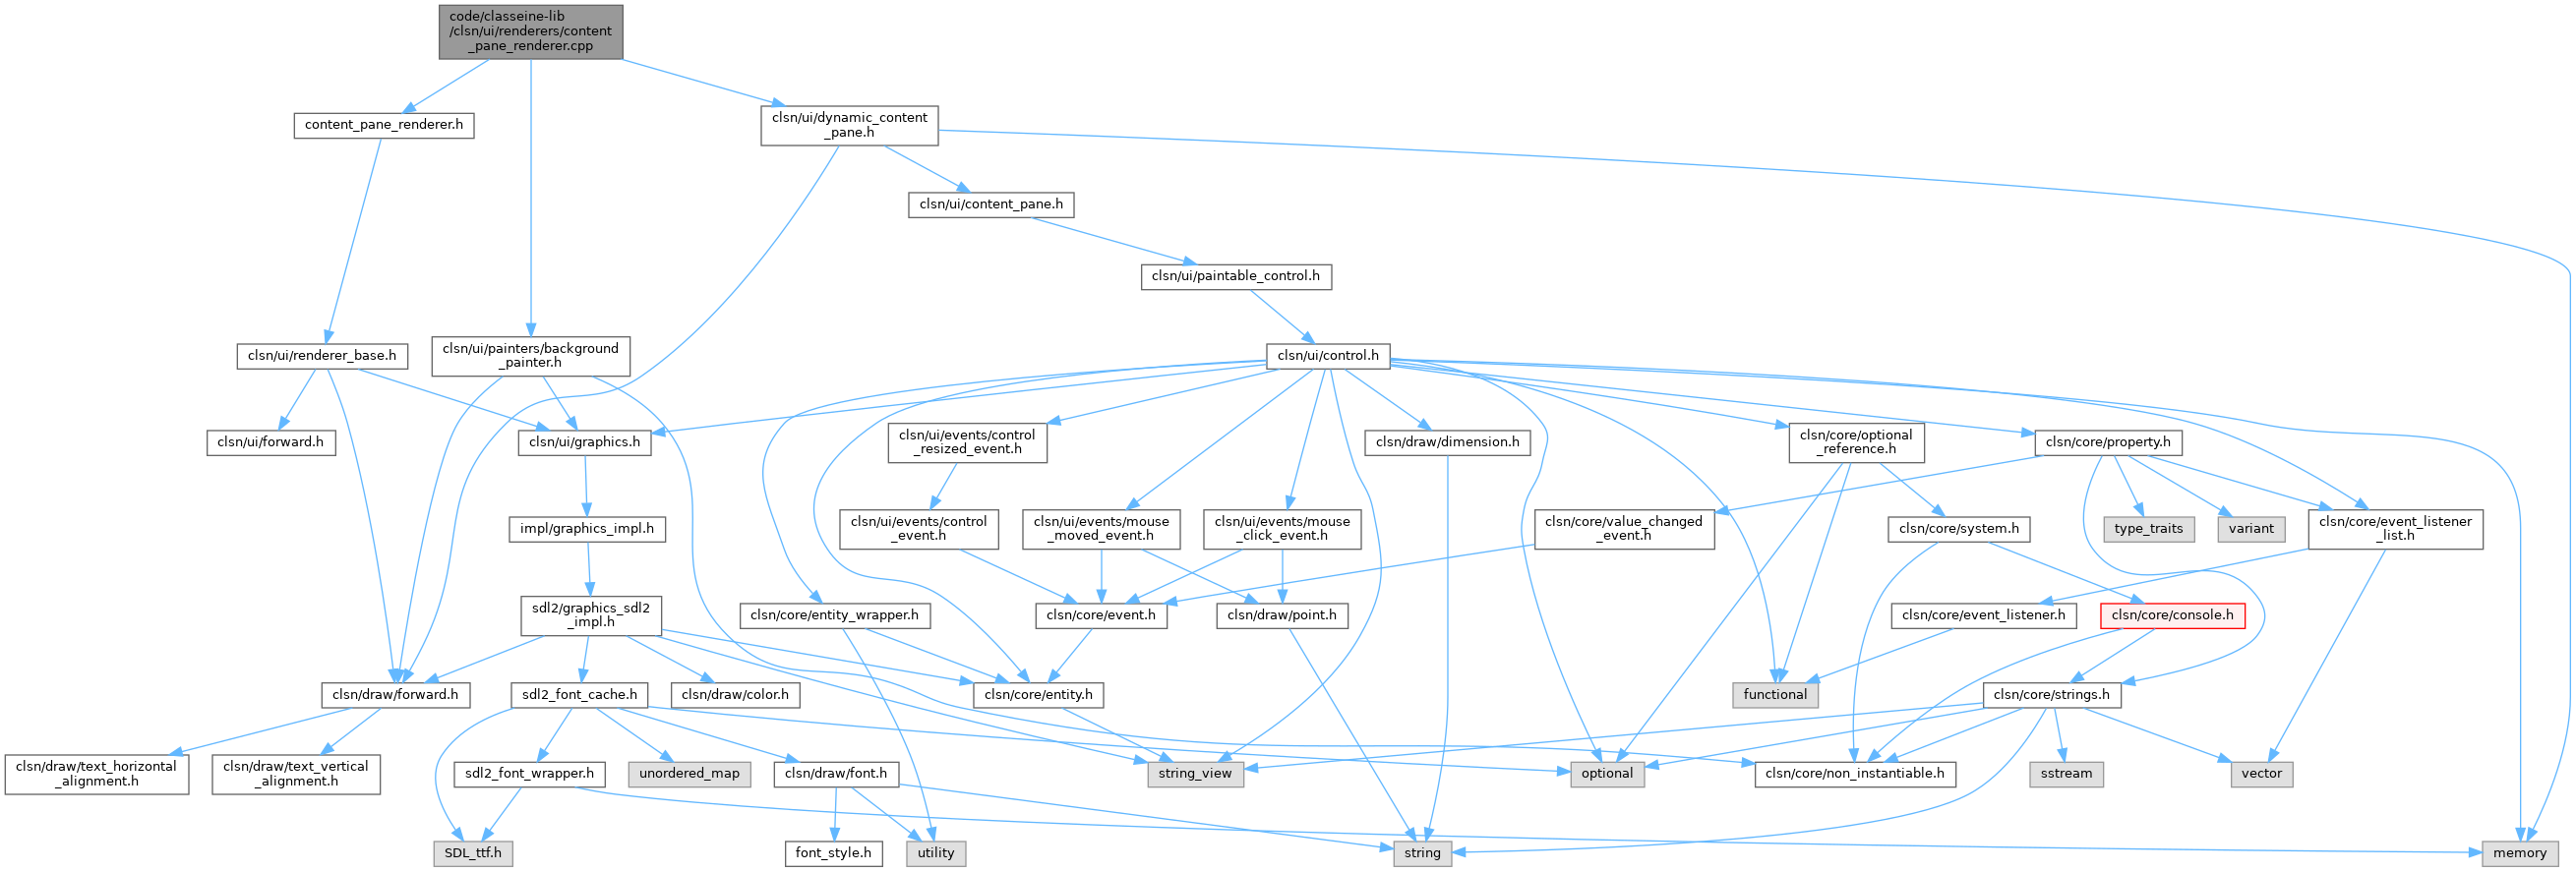 code/classeine-lib
/clsn/ui/renderers/content
_pane_renderer.cpp
content_pane_renderer.h
clsn/ui/dynamic_content
_pane.h
clsn/ui/content_pane.h
clsn/ui/paintable_control.h
clsn/ui/renderer_base.h
clsn/ui/painters/background
_painter.h
clsn/ui/control.h
clsn/ui/forward.h
clsn/ui/graphics.h
clsn/ui/events/control
_resized_event.h
clsn/draw/dimension.h
clsn/core/optional
_reference.h
clsn/core/property.h
impl/graphics_impl.h
clsn/ui/events/control
_event.h
clsn/ui/events/mouse
_moved_event.h
clsn/ui/events/mouse
_click_event.h
clsn/core/value_changed
_event.h
clsn/core/system.h
type_traits
variant
clsn/core/event_listener
_list.h
sdl2/graphics_sdl2
_impl.h
clsn/core/entity_wrapper.h
clsn/core/event.h
clsn/draw/point.h
clsn/core/event_listener.h
clsn/core/console.h
clsn/draw/forward.h
sdl2_font_cache.h
clsn/draw/color.h
clsn/core/entity.h
functional
clsn/core/strings.h
clsn/draw/text_horizontal
_alignment.h
clsn/draw/text_vertical
_alignment.h
sdl2_font_wrapper.h
unordered_map
clsn/draw/font.h
string_view
optional
clsn/core/non_instantiable.h
sstream
vector
SDL_ttf.h
font_style.h
utility
string
memory